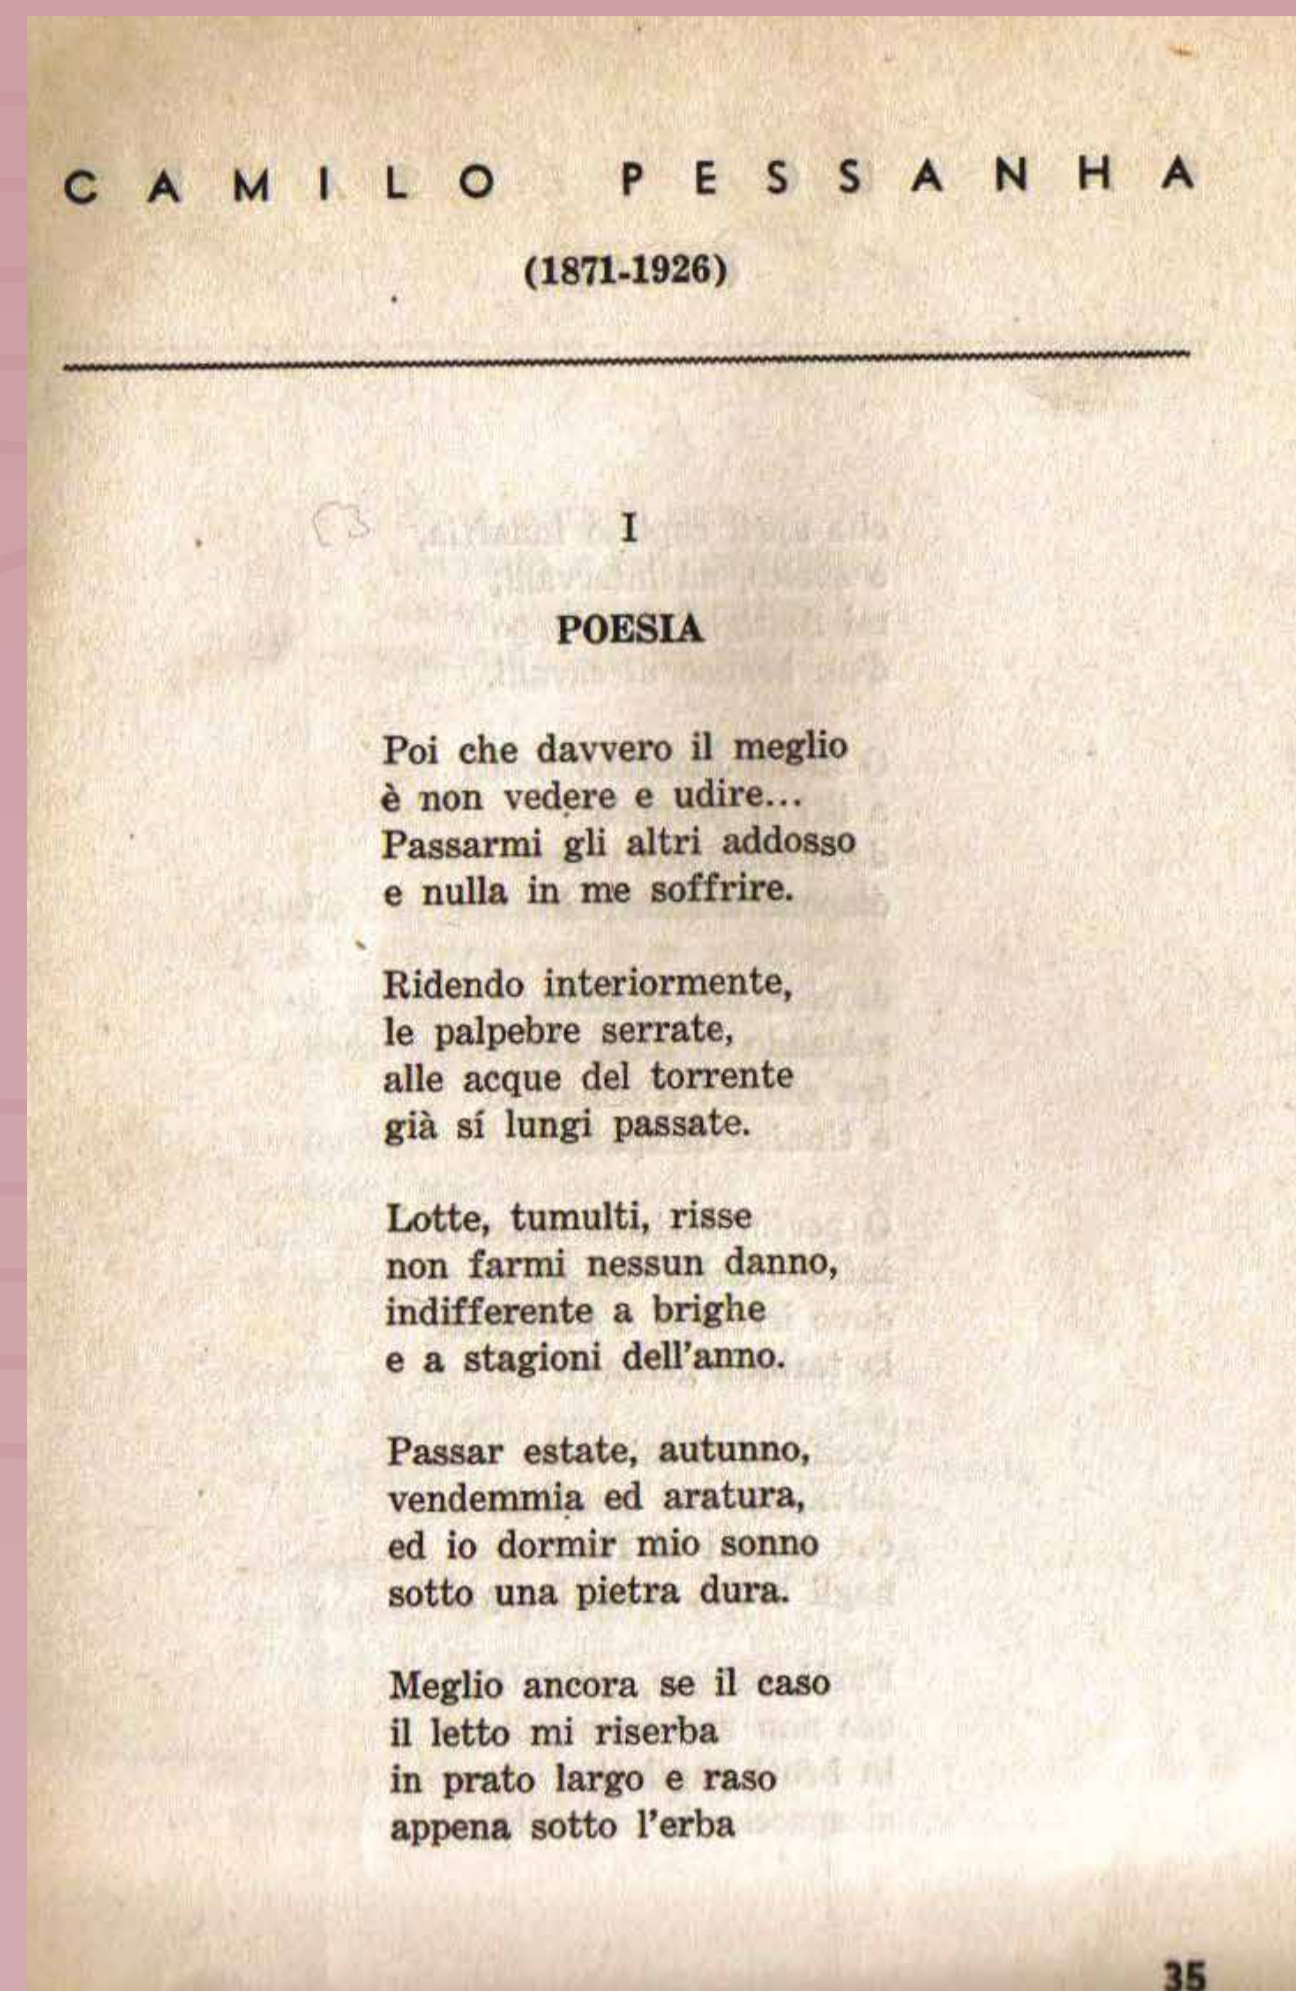 CAMILO PESSANHA
(1871-1926)
I
POESIA
Poi che davvero il meglio
è non vedere e udire...
Passarmi gli altri addosso
e nulla in me soffrire.
Ridendo interiormente,
le palpebre serrate,
alle acque del torrente
già sí lungi passate.
Lotte, tumulti, risse
non farmi nessun danno,
indifferente a brighe
e a stagioni dell'anno.
Passar estate, autunno,
vendemmia ed aratura,
ed io dormir mio sonno
sotto una pietra dura.
Meglio ancora se il caso
il letto mi riserba
in prato largo e raso
appena sotto l'erba
35